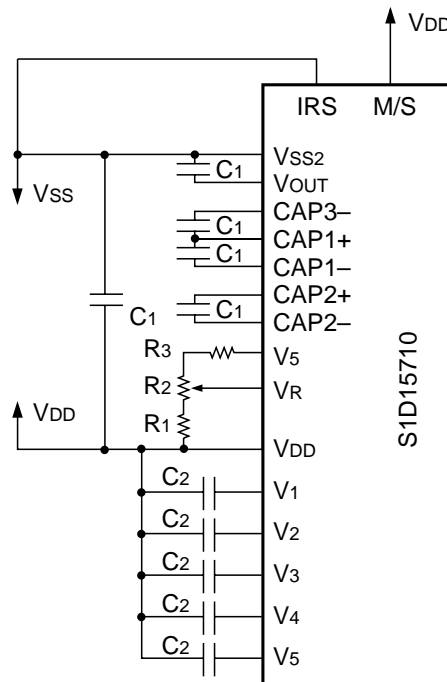 VDD
IRS M/S
VSS2
C1
VOUT
VSS
CAP3–
C1
CAP1+
C1
CAP1–
CAP2+
C1
C1
CAP2–
R3
V5
R2
VR
VDD
R1
VDD
C2
V1
C2
V2
C2
V3
C2
V4
C2
V5
S1D15710